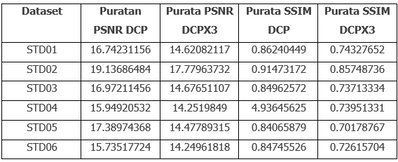 Dataset Puratan PSNR DCP Purata PSNR DCPX3 Purata SSIM DCP Purata SSIM DCPX3
STD01 16.74231156 14.62082117 0.86240449 0.74327652
STD02 19.13686484 17.77963732 0.91473172 0.85748736
STD03 16.97211456 14.67651107 0.84962572 0.73713334
STD04 15.94920532 14.2519849 4.93645625 0.73951331
STD05 17.38974368 14.47789315 0.84065879 0.70178767
STD06 15.73517724 14.24961818 0.84745526 0.72615704